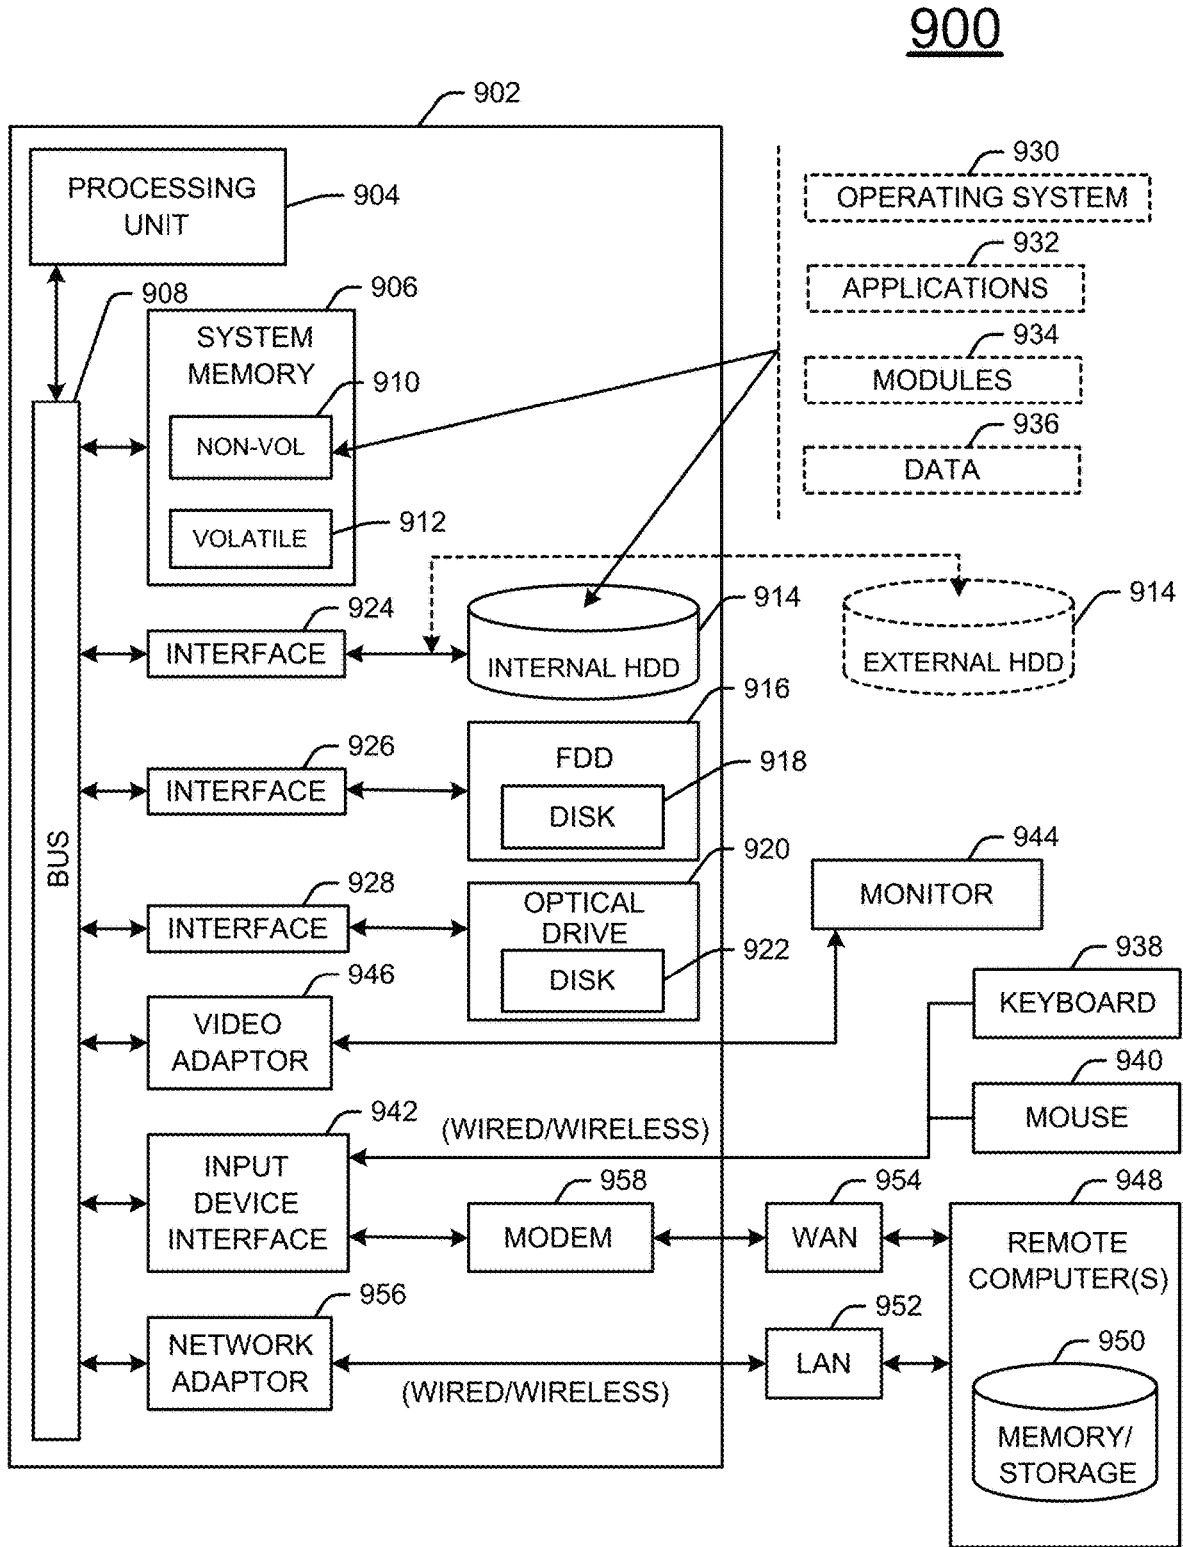 900
902
PROCESSING
UNIT
904
930
OPERATING SYSTEM
932
APPLICATIONS
934
MODULES
936
DATA
908
906
SYSTEM
MEMORY
910
NON-VOL
912
VOLATILE
924
INTERFACE
914
INTERNAL HDD
914
EXTERNAL HDD
916
FDD
926
INTERFACE
918
DISK
BUS
920
OPTICAL
DRIVE
928
INTERFACE
922
DISK
944
MONITOR
946
VIDEO
ADAPTOR
938
KEYBOARD
940
MOUSE
942
INPUT
DEVICE
INTERFACE
(WIRED/WIRELESS)
958
MODEM
954
WAN
948
REMOTE
COMPUTER(S)
956
NETWORK
ADAPTOR
(WIRED/WIRELESS)
952
LAN
950
MEMORY/
STORAGE